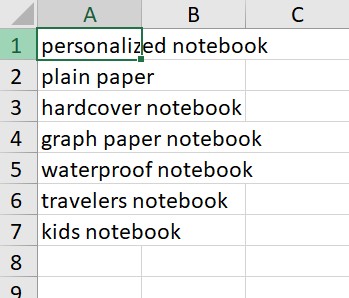 A B C
1 personalized notebook
2 plain paper
3 hardcover notebook
4 graph paper notebook
5 waterproof notebook
6 travelers notebook
7 kids notebook
8
9